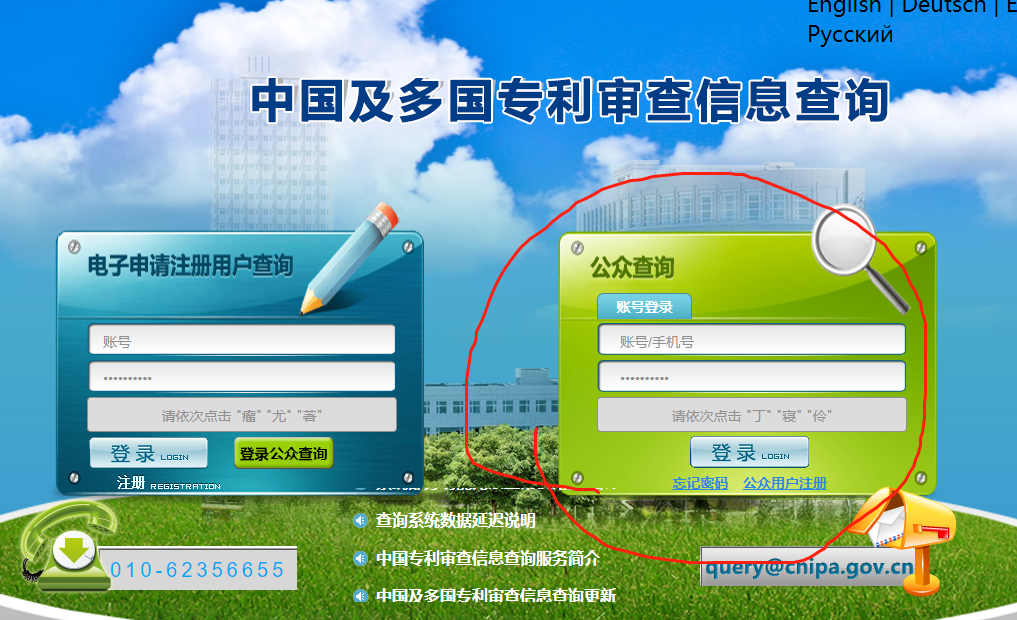 English | Deutsch | E
Русский
中国及多国专利审查信息查询
电子申请注册用户查询
账号
请依次点击 "瘤" "尤" "蓍"
登录 LOGIN
登录公众查询
注册 REGISTRATION
公众查询
账号登录
账号/手机号
请依次点击 "丁" "寝" "伶"
登录 LOGIN
忘记密码 公众用户注册
查询系统数据延迟说明
中国专利审查信息查询服务简介
中国及多国专利审查信息查询更新
010-62356655
query@cnipa.gov.cn